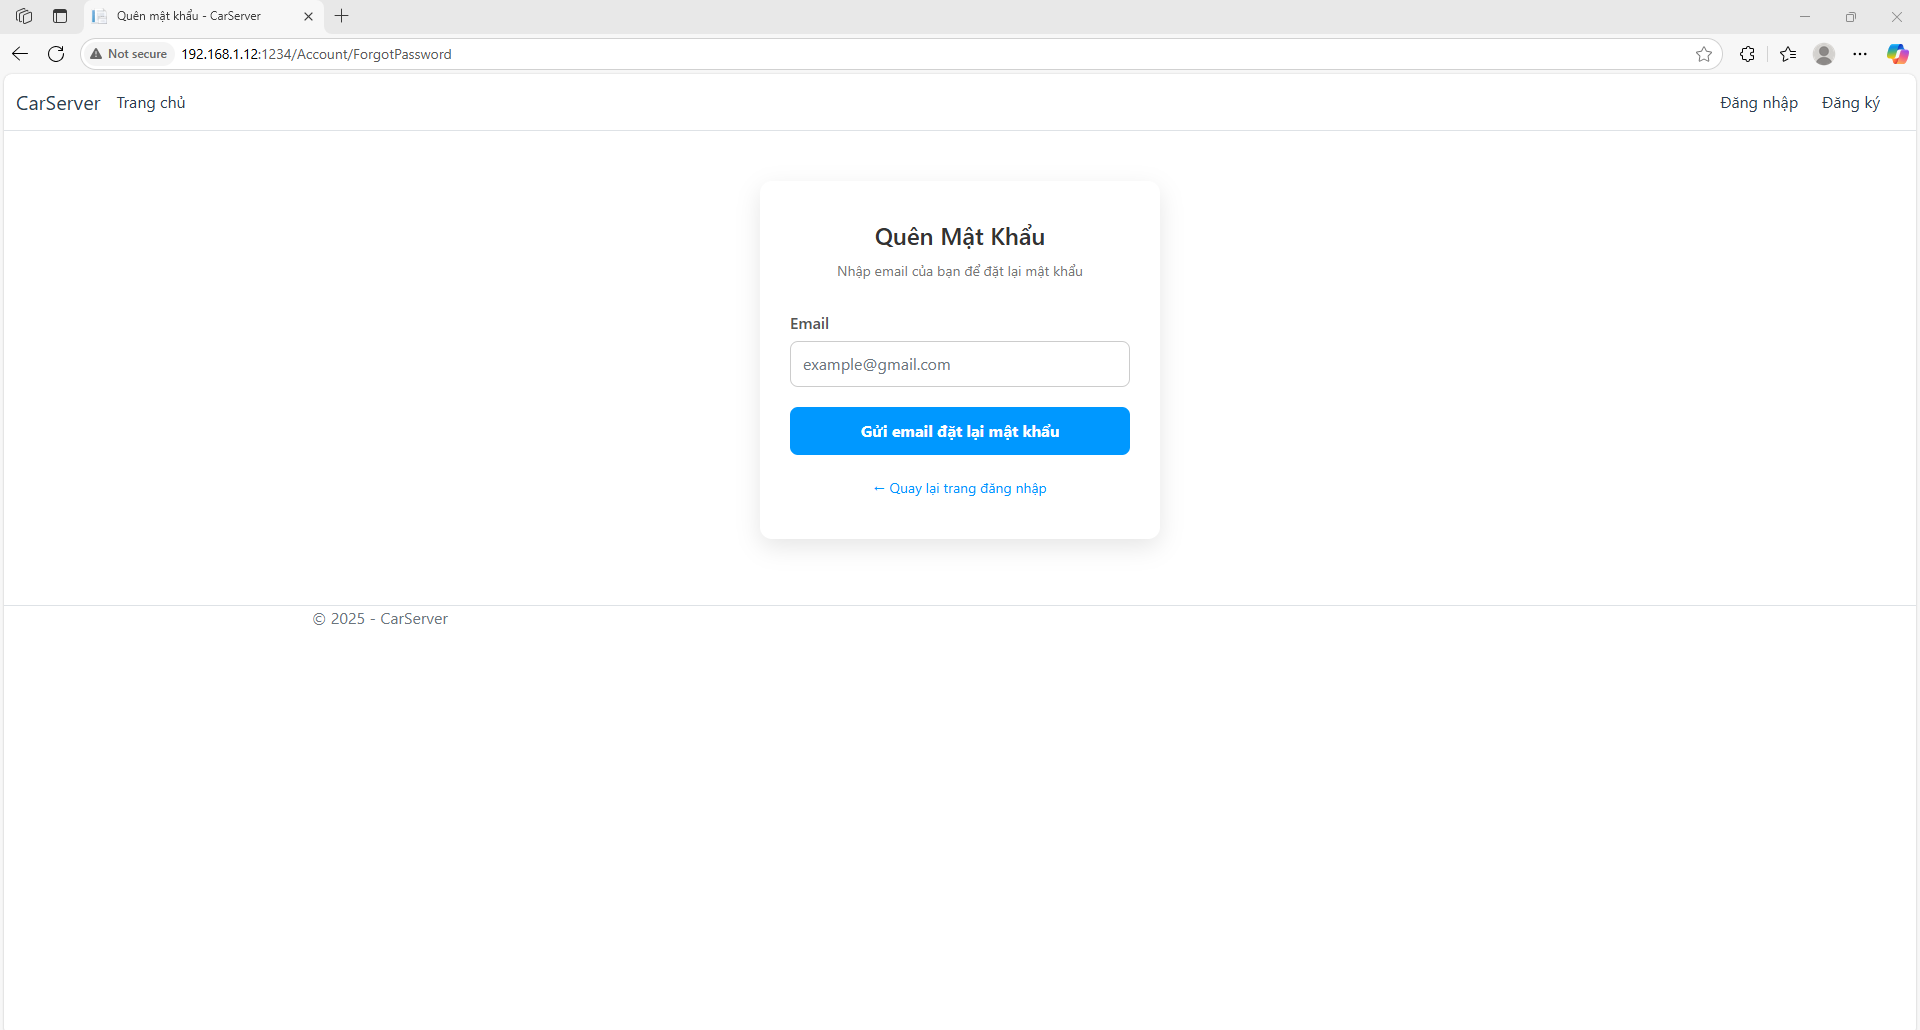 Quên mật khẩu - CarServer
Not secure 192.168.1.12:1234/Account/ForgotPassword
CarServer Trang chủ Đăng nhập Đăng ký
Quên Mật Khẩu
Nhập email của bạn để đặt lại mật khẩu
Email
example@gmail.com
Gửi email đặt lại mật khẩu
← Quay lại trang đăng nhập
© 2025 - CarServer